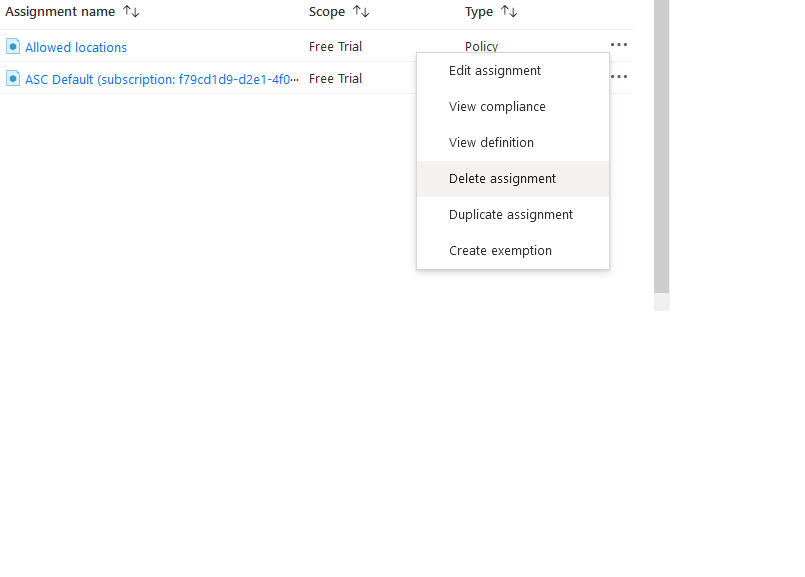 Assignment name Scope Type
Allowed locations Free Trial Policy
ASC Default (subscription: f79cd1d9-d2e1-4f0... Free Trial
Edit assignment
View compliance
View definition
Delete assignment
Duplicate assignment
Create exemption